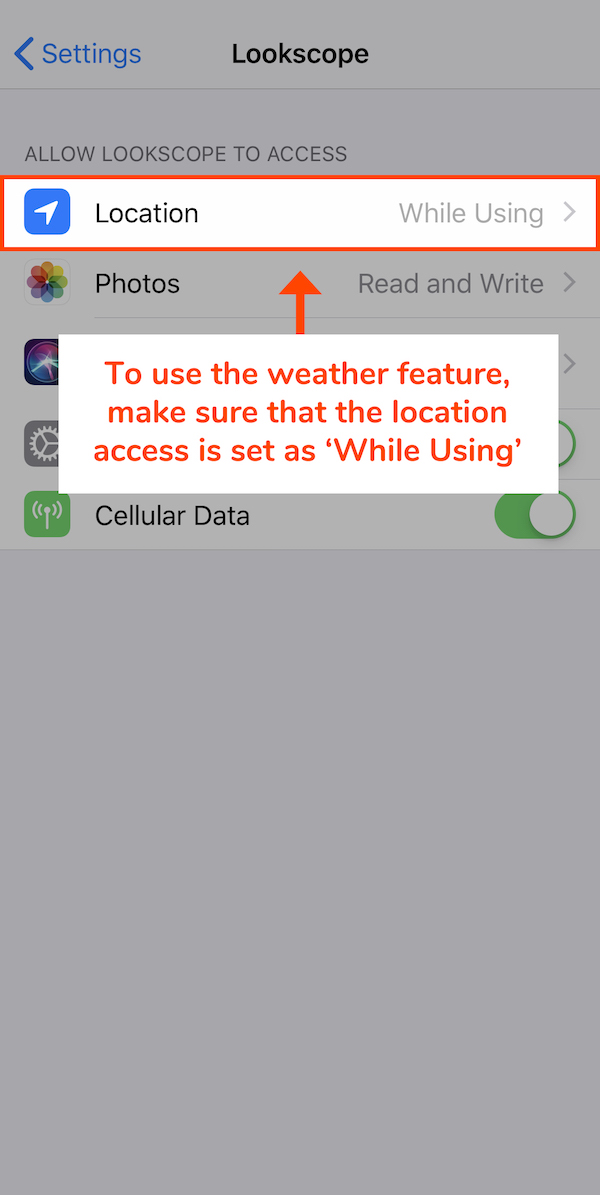 Settings
Lookscope
ALLOW LOOKSCOPE TO ACCESS
Location While Using
Photos Read and Write
To use the weather feature,
make sure that the location
access is set as ‘While Using’
Cellular Data